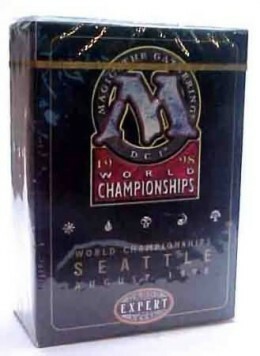 MAGIC: THE GATHERING
M
DCI
19 98
WORLD
CHAMPIONSHIPS
WORLD CHAMPIONSHIPS
SEATTLE
AUGUST 1998
EXPERT